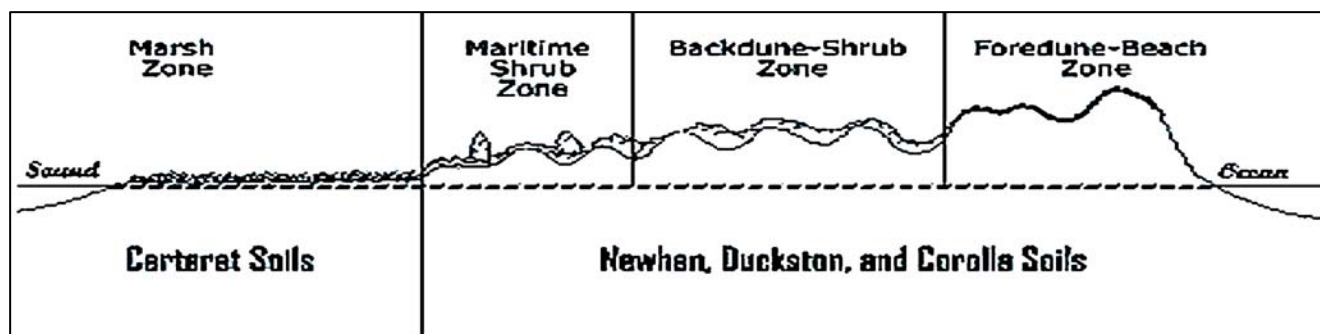 Marsh
Zone
Maritime
Shrub
Zone
Backdune-Shrub
Zone
Foredune-Beach
Zone
Sound
Ocean
Carteret Soils
Newhan, Duckston, and Corolla Soils